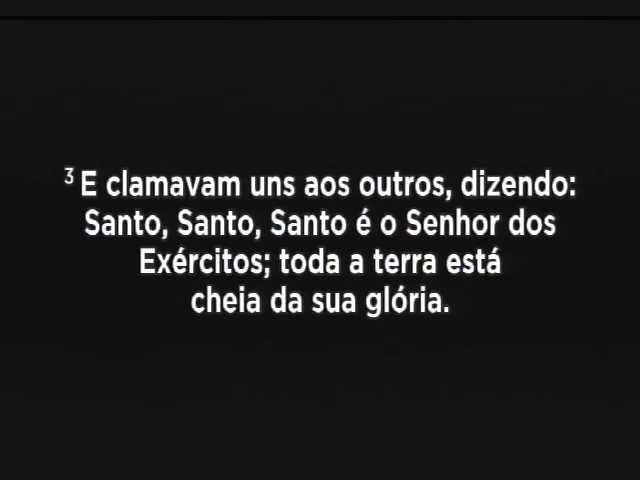 ³ E clamavam uns aos outros, dizendo:
Santo, Santo, Santo é o Senhor dos
Exércitos; toda a terra está
cheia da sua glória.